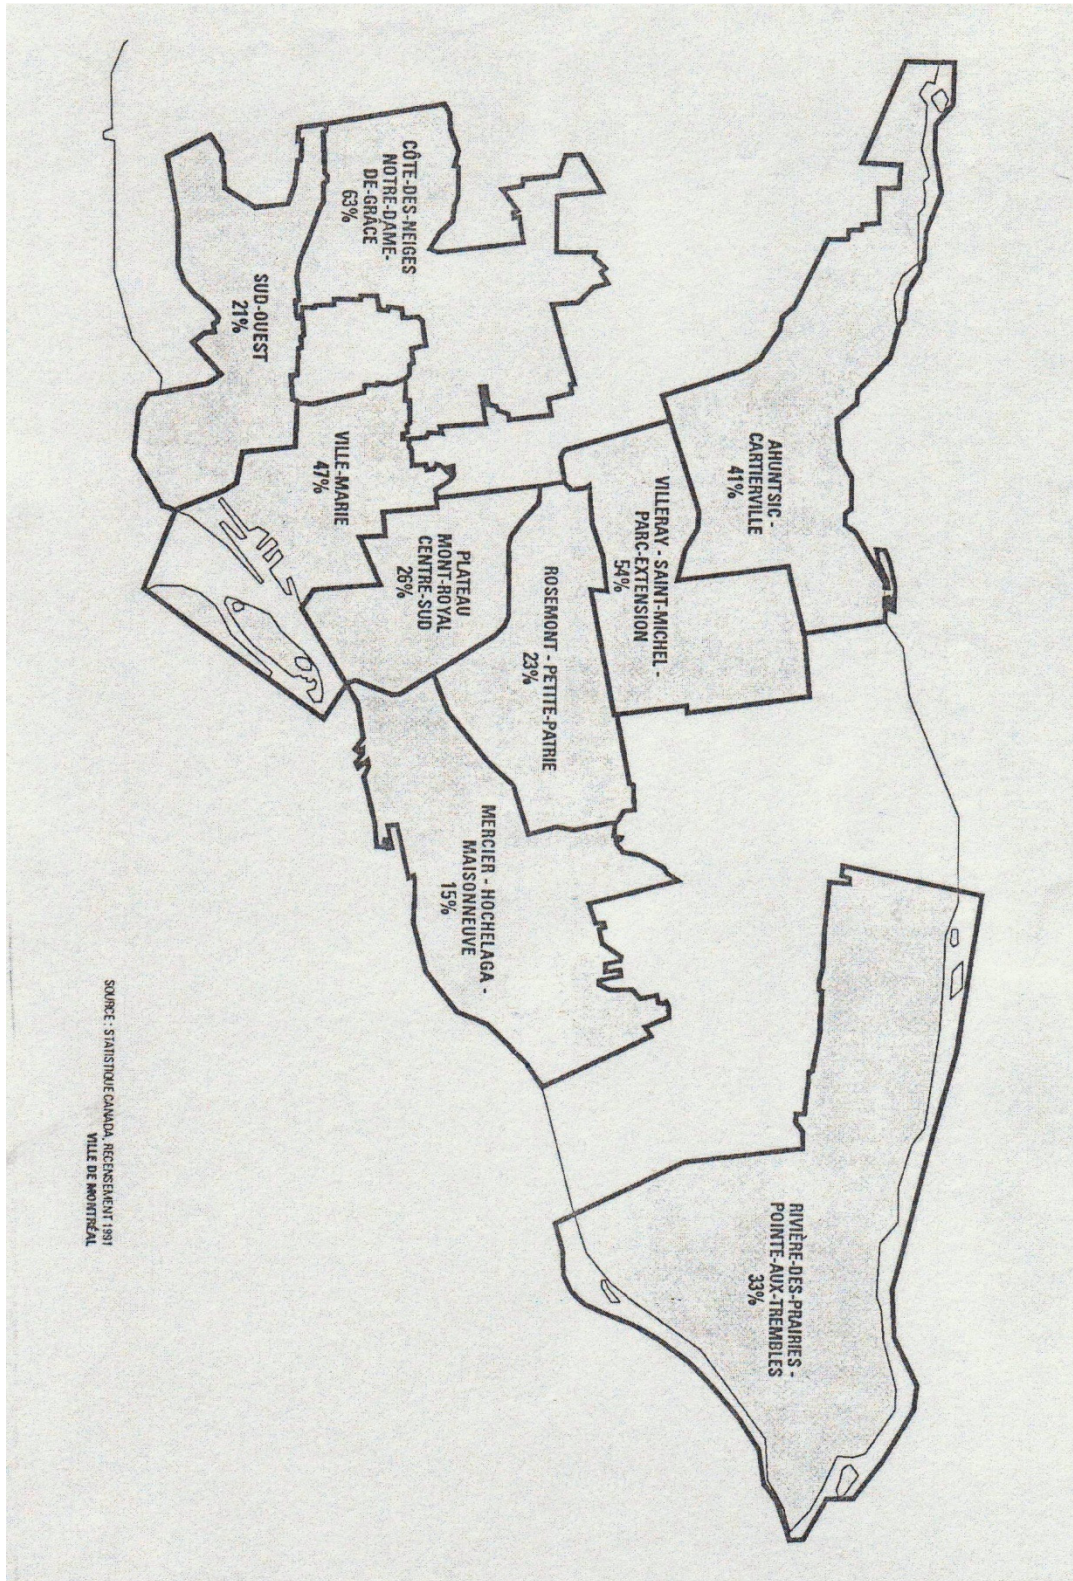 AHUNTSIC -
CARTIERVILLE
41%
RIVIÈRE-DES-PRAIRIES -
POINTE-AUX-TREMBLES
33%
VILLERAY - SAINT-MICHEL -
PARC-EXTENSION
54%
ROSEMONT - PETITE-PATRIE
23%
MERCIER - HOCHELAGA -
MAISONNEUVE
15%
PLATEAU
MONT-ROYAL
CENTRE-SUD
26%
CÔTE-DES-NEIGES
NOTRE-DAME-
DE-GRÂCE
63%
VILLE-MARIE
47%
SUD-OUEST
21%
SOURCE : STATISTIQUE CANADA, RECENSEMENT 1991
VILLE DE MONTRÉAL